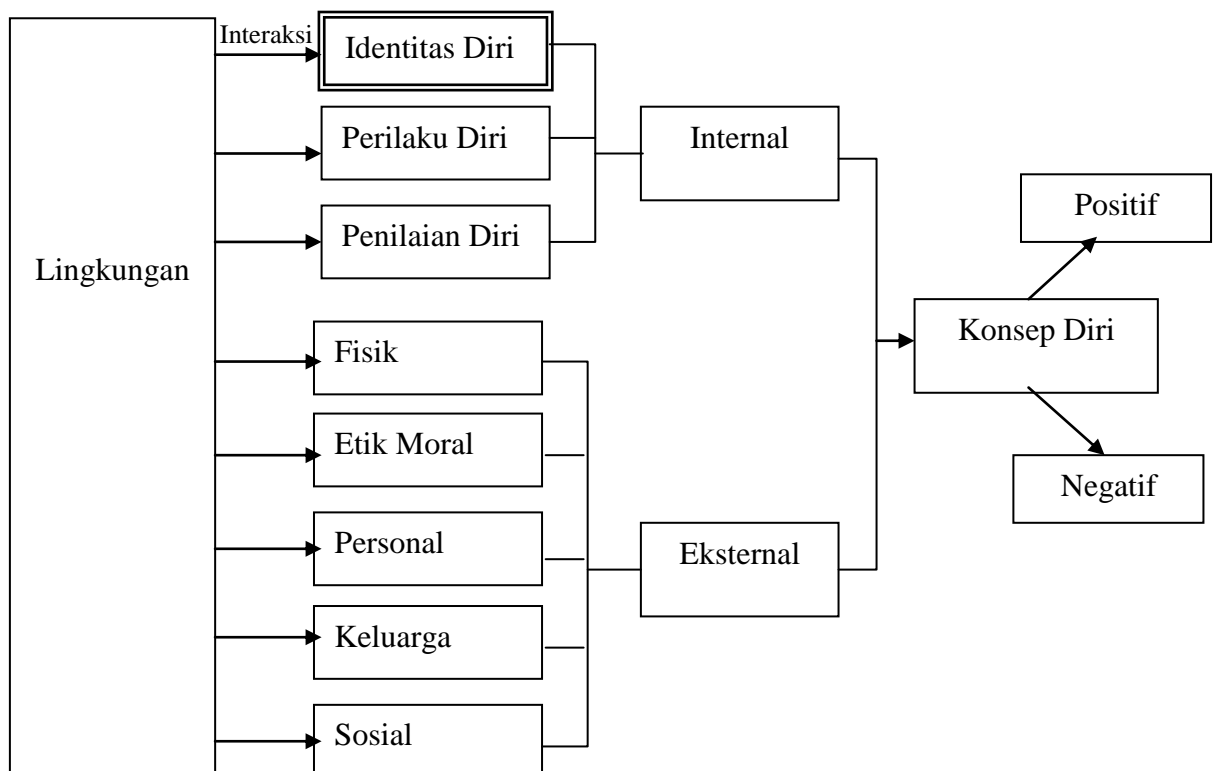 Interaksi
Identitas Diri
Perilaku Diri
Internal
Positif
Penilaian Diri
Lingkungan
Fisik
Konsep Diri
Etik Moral
Negatif
Personal
Eksternal
Keluarga
Sosial